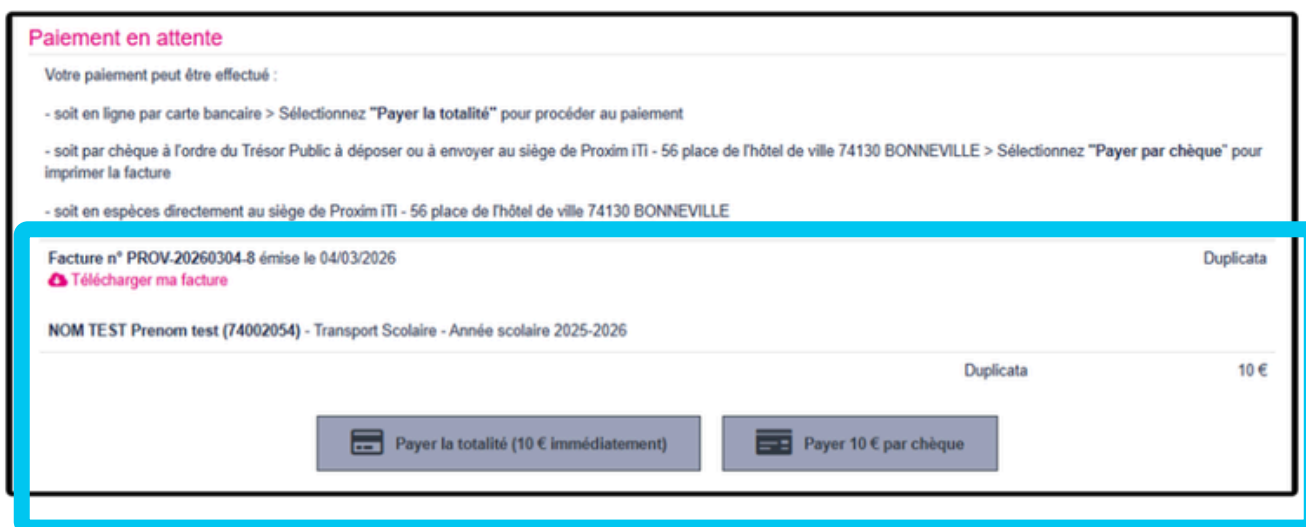 Paiement en attente
Votre paiement peut être effectué :
- soit en ligne par carte bancaire > Sélectionnez "Payer la totalité" pour procéder au paiement
- soit par chèque à l'ordre du Trésor Public à déposer ou à envoyer au siège de Proxim iTi - 56 place de l'hôtel de ville 74130 BONNEVILLE > Sélectionnez "Payer par chèque" pour
imprimer la facture
- soit en espèces directement au siège de Proxim iTi - 56 place de l'hôtel de ville 74130 BONNEVILLE
Facture n° PROV-20260304-8 émise le 04/03/2026 Duplicata
Télécharger ma facture
NOM TEST Prenom test (74002054) - Transport Scolaire - Année scolaire 2025-2026
Duplicata 10 €
Payer la totalité (10 € immédiatement) Payer 10 € par chèque